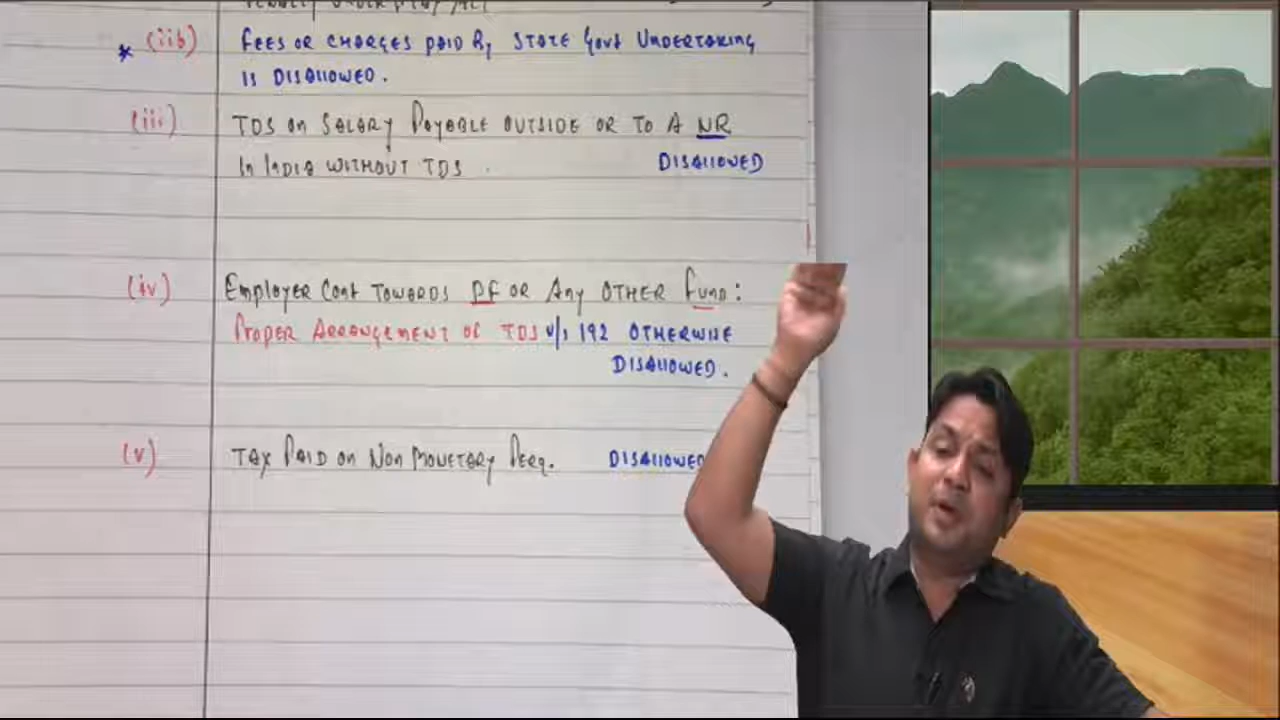 * (iib) Fees or charges paid by State Govt Undertaking
is Disallowed.
(iii) TDS on Salary Payable outside or to a NR
in India without TDS. Disallowed
(iv) Employer Cont towards PF or Any other Fund:
Proper Arrangement of TDS u/s 192 otherwise
Disallowed.
(v) Tax Paid on Non Monetary Perq. Disallowed